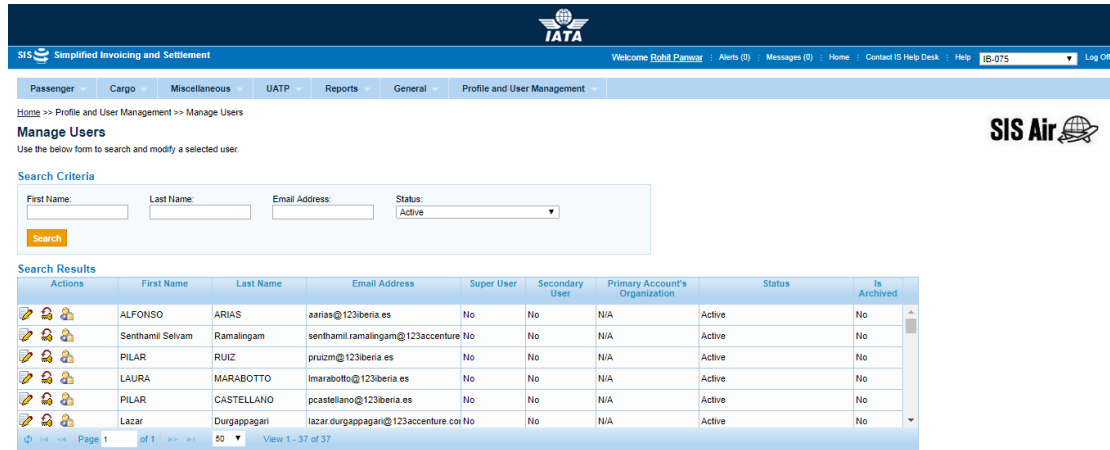 IATA
SIS Simplified Invoicing and Settlement
Welcome Rohit Panwar : Alerts (0) : Messages (0) : Home : Contact IS Help Desk : Help IB-075 Log Off
Passenger Cargo Miscellaneous UATP Reports General Profile and User Management
Home >> Profile and User Management >> Manage Users
SIS Air
Manage Users
Use the below form to search and modify a selected user.
Search Criteria
First Name: Last Name: Email Address: Status:
Active
Search
Search Results
Actions First Name Last Name Email Address Super User Secondary User Primary Account's Organization Status Is Archived
ALFONSO ARIAS aarias@123iberia.es No No N/A Active No
Senthamil Selvam Ramalingam senthamil.ramalingam@123accenture No No N/A Active No
PILAR RUIZ pruizm@123iberia.es No No N/A Active No
LAURA MARABOTTO lmarabotto@123iberia.es No No N/A Active No
PILAR CASTELLANO pcastellano@123iberia.es No No N/A Active No
Lazar Durgappagari lazar.durgappagari@123accenture.com No No N/A Active No
Page 1 of 1 50 View 1 - 37 of 37